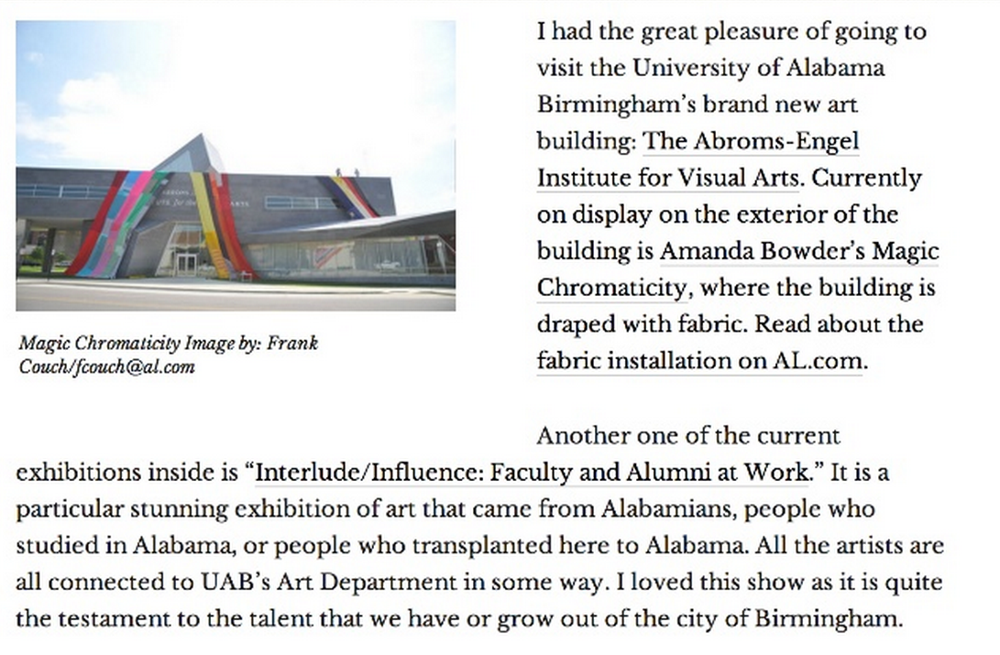 I had the great pleasure of going to
visit the University of Alabama
Birmingham's brand new art
building: The Abroms-Engel
Institute for Visual Arts. Currently
on display on the exterior of the
building is Amanda Bowder's Magic
Chromaticity, where the building is
draped with fabric. Read about the
fabric installation on AL.com.
Magic Chromaticity Image by: Frank
Couch/fcouch@al.com
Another one of the current
exhibitions inside is “Interlude/Influence: Faculty and Alumni at Work.” It is a
particular stunning exhibition of art that came from Alabamians, people who
studied in Alabama, or people who transplanted here to Alabama. All the artists are
all connected to UAB's Art Department in some way. I loved this show as it is quite
the testament to the talent that we have or grow out of the city of Birmingham.